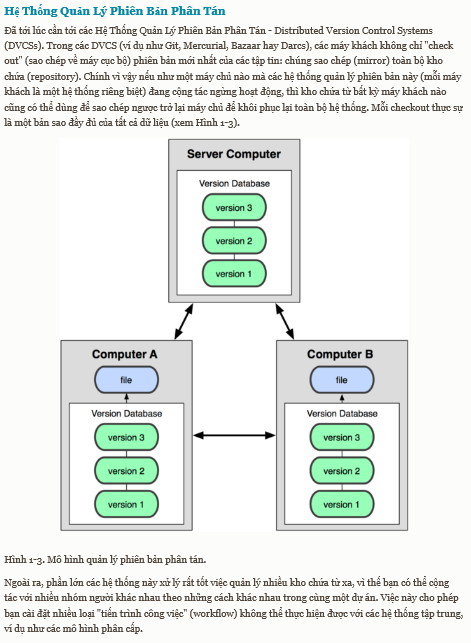 Hệ Thống Quản Lý Phiên Bản Phân Tán
Đã tới lúc cần tới các Hệ Thống Quản Lý Phiên Bản Phân Tán - Distributed Version Control Systems
(DVCSs). Trong các DVCS (ví dụ như Git, Mercurial, Bazaar hay Darcs), các máy khách không chỉ "check
out" (sao chép về máy cục bộ) phiên bản mới nhất của các tập tin: chúng sao chép (mirror) toàn bộ kho
chứa (repository). Chính vì vậy nếu như một máy chủ nào mà các hệ thống quản lý phiên bản này (mỗi máy
khách là một hệ thống riêng biệt) đang cộng tác ngừng hoạt động, thì kho chứa từ bất kỳ máy khách nào
cũng có thể dùng để sao chép ngược trở lại máy chủ để khôi phục lại toàn bộ hệ thống. Mỗi checkout thực sự
là một bản sao đầy đủ của tất cả dữ liệu (xem Hình 1-3).
Server Computer
Version Database
version 3
version 2
version 1
Computer A
file
Version Database
version 3
version 2
version 1
Computer B
file
Version Database
version 3
version 2
version 1
Hình 1-3. Mô hình quản lý phiên bản phân tán.
Ngoài ra, phần lớn các hệ thống này xử lý rất tốt việc quản lý nhiều kho chứa từ xa, vì thế bạn có thể cộng
tác với nhiều nhóm người khác nhau theo những cách khác nhau trong cùng một dự án. Việc này cho phép
bạn cài đặt nhiều loại "tiến trình công việc" (workflow) không thể thực hiện được với các hệ thống tập trung,
ví dụ như các mô hình phân cấp.